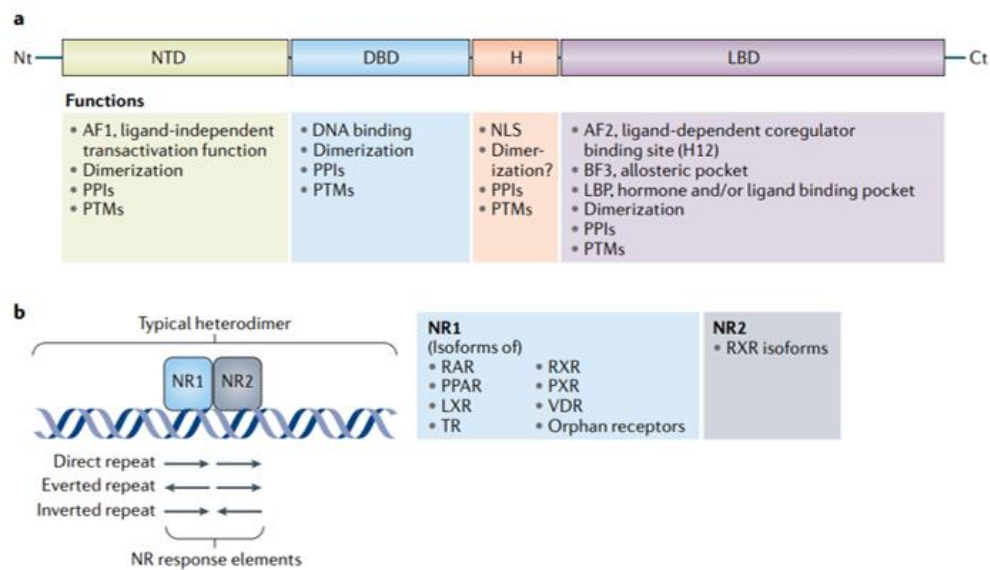 a
Nt
NTD
DBD
H
LBD
Ct
Functions
• AF1, ligand-independent
transactivation function
• Dimerization
• PPIs
• PTMs
• DNA binding
• Dimerization
• PPIs
• PTMs
• NLS
• Dimer-
ization?
• PPIs
• PTMs
• AF2, ligand-dependent coregulator
binding site (H12)
• BF3, allosteric pocket
• LBP, hormone and/or ligand binding pocket
• Dimerization
• PPIs
• PTMs
b
Typical heterodimer
NR1
NR2
Direct repeat
Everted repeat
Inverted repeat
NR response elements
NR1
(Isoforms of)
• RAR
• PPAR
• LXR
• TR
• RXR
• PXR
• VDR
• Orphan receptors
NR2
• RXR isoforms